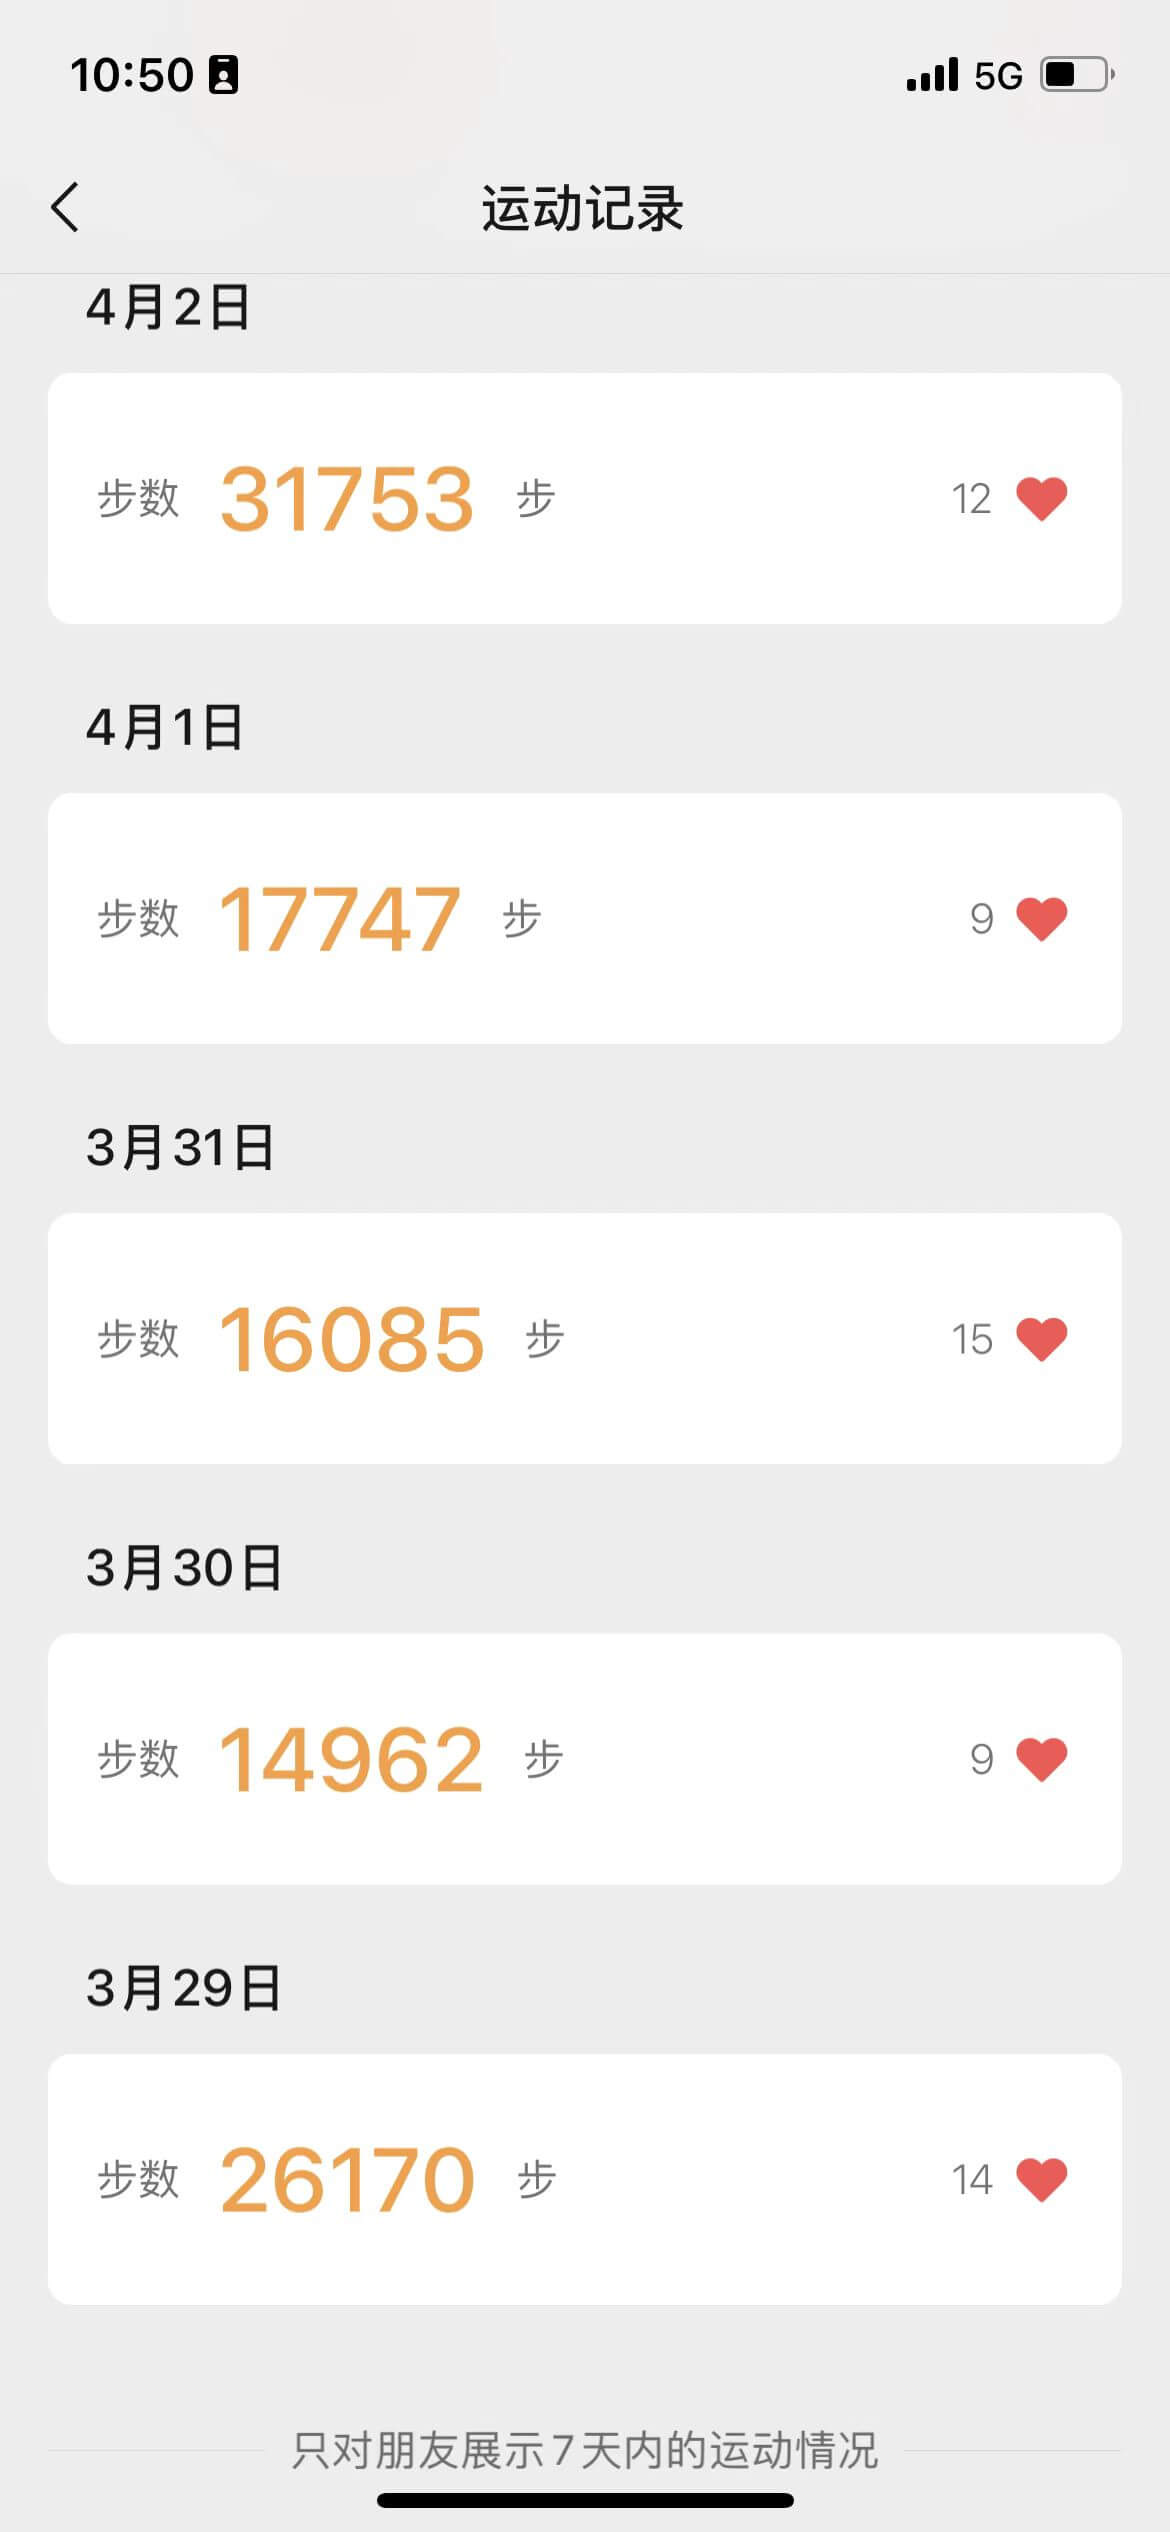 10:50 5G
运动记录
4月2日
步数 31753 步 12
4月1日
步数 17747 步 9
3月31日
步数 16085 步 15
3月30日
步数 14962 步 9
3月29日
步数 26170 步 14
只对朋友展示7天内的运动情况